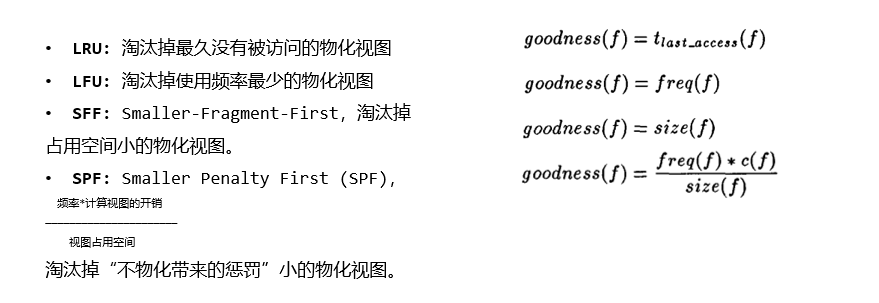 • LRU: 淘汰掉最久没有被访问的物化视图
• LFU: 淘汰掉使用频率最少的物化视图
• SFF: Smaller-Fragment-First, 淘汰掉
占用空间小的物化视图。
• SPF: Smaller Penalty First (SPF),
频率*计算视图的开销
————————————
视图占用空间
淘汰掉“不物化带来的惩罚”小的物化视图。
goodness(f) = t_{last_access}(f)
goodness(f) = freq(f)
goodness(f) = size(f)
goodness(f) = \frac{freq(f) * c(f)}{size(f)}